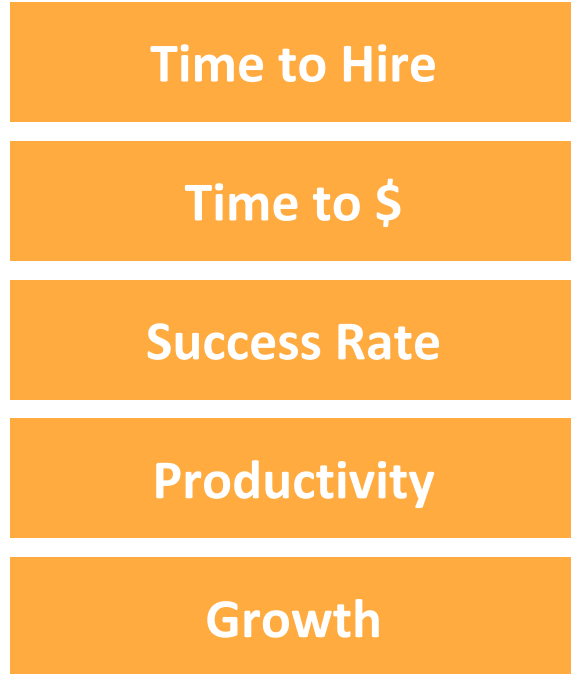 Time to Hire
Time to $
Success Rate
Productivity
Growth